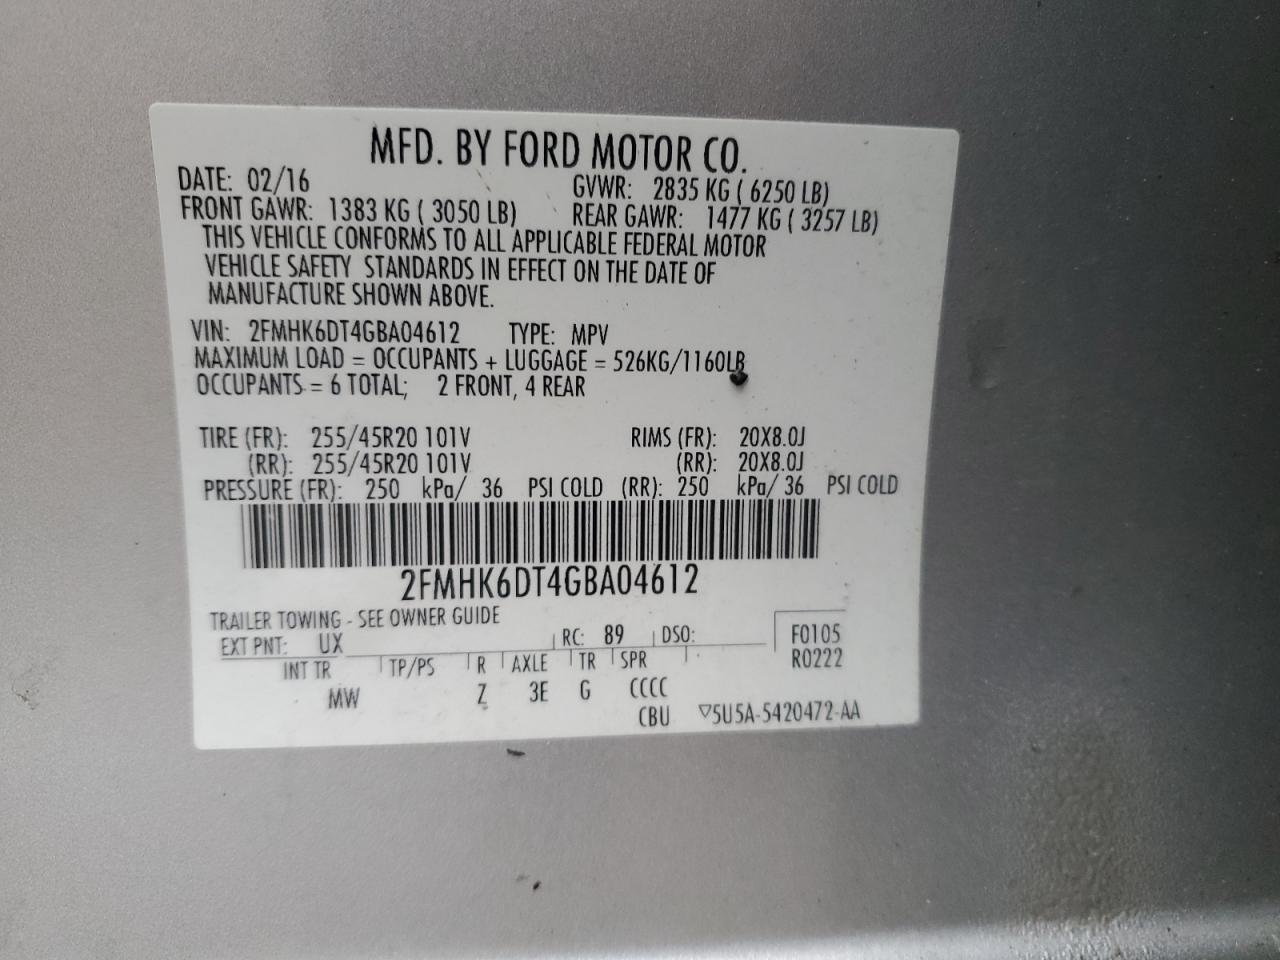 MFD. BY FORD MOTOR CO.
DATE: 02/16 GVWR: 2835 KG ( 6250 LB)
FRONT GAWR: 1383 KG ( 3050 LB) REAR GAWR: 1477 KG ( 3257 LB)
THIS VEHICLE CONFORMS TO ALL APPLICABLE FEDERAL MOTOR
VEHICLE SAFETY STANDARDS IN EFFECT ON THE DATE OF
MANUFACTURE SHOWN ABOVE.
VIN: 2FMHK6DT4GBA04612 TYPE: MPV
MAXIMUM LOAD = OCCUPANTS + LUGGAGE = 526KG/1160LB
OCCUPANTS = 6 TOTAL; 2 FRONT, 4 REAR
TIRE (FR): 255/45R20 101V RIMS (FR): 20X8.0J
(RR): 255/45R20 101V (RR): 20X8.0J
PRESSURE (FR): 250 kPa/ 36 PSI COLD (RR): 250 kPa/ 36 PSI COLD
2FMHK6DT4GBA04612
TRAILER TOWING - SEE OWNER GUIDE
EXT PNT: UX RC: 89 DSO: F0105
INT TR TP/PS R AXLE TR SPR R0222
MW Z 3E G CCCC
CBU ▽5U5A-5420472-AA